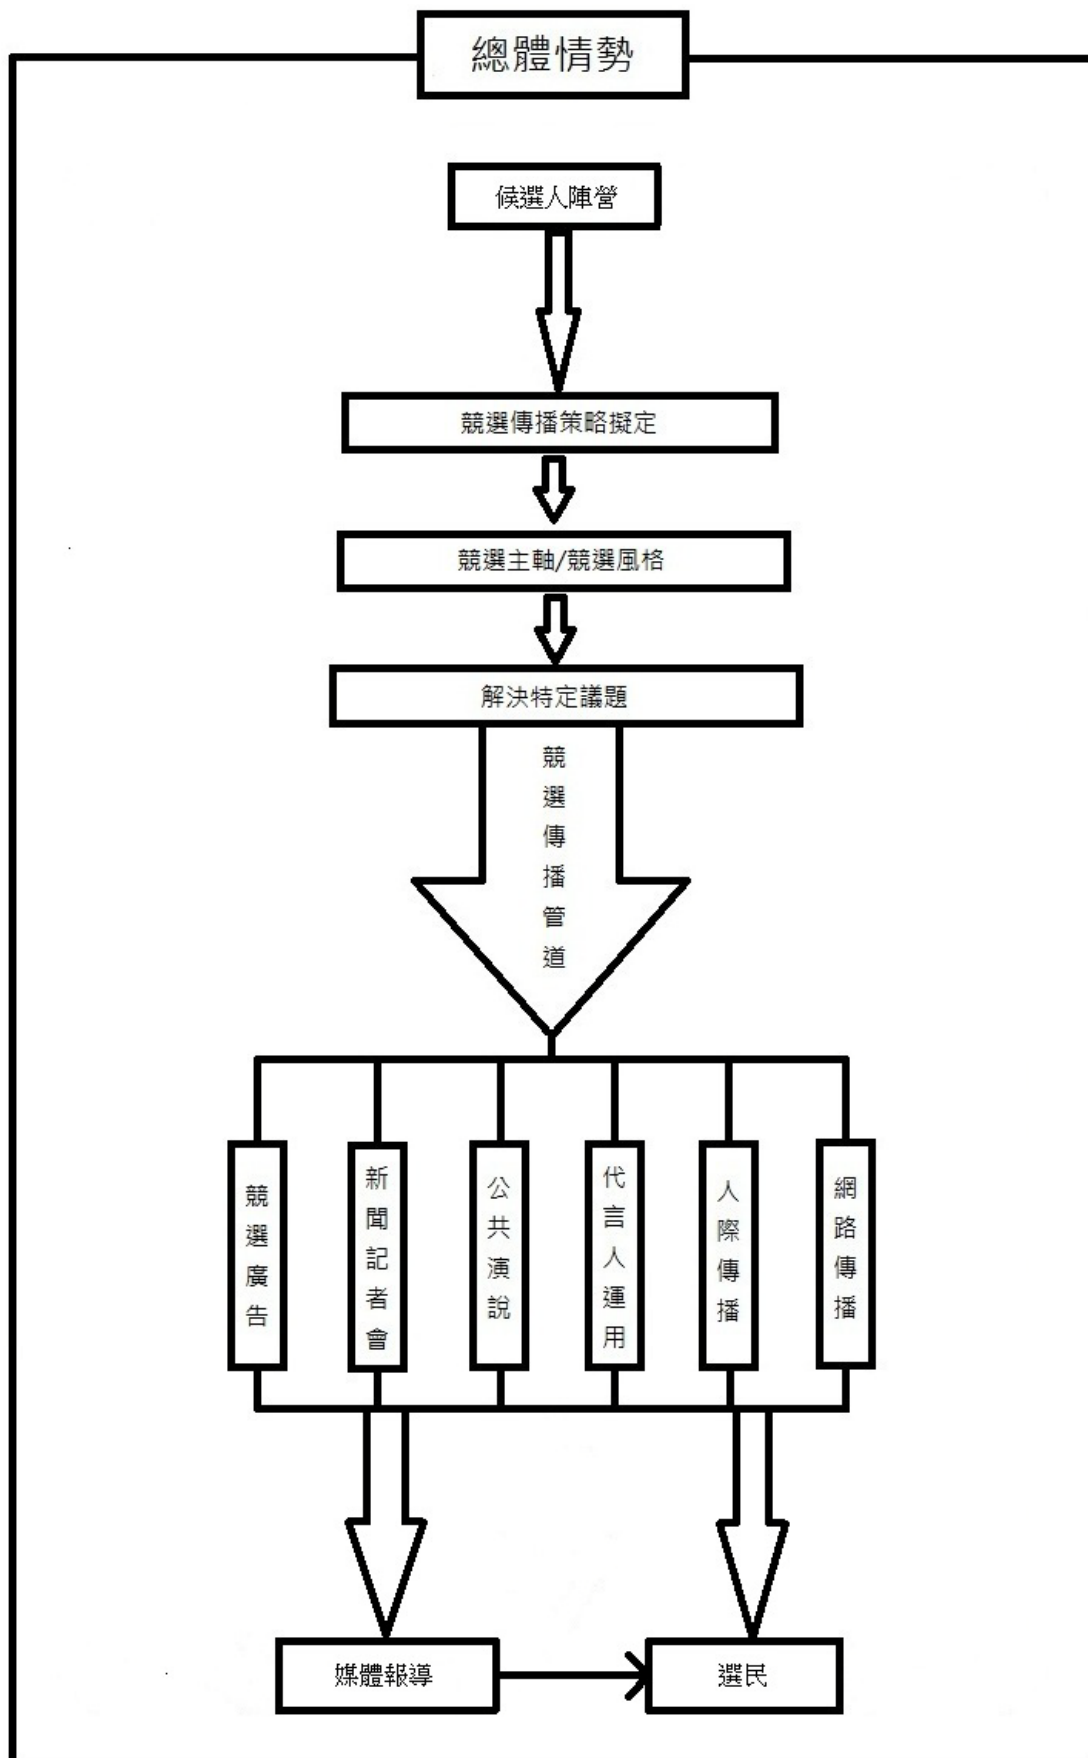 總體情勢
候選人陣營
競選傳播策略擬定
競選主軸/競選風格
解決特定議題
競選傳播管道
競選廣告
新聞記者會
公共演說
代言人運用
人際傳播
網路傳播
媒體報導
選民